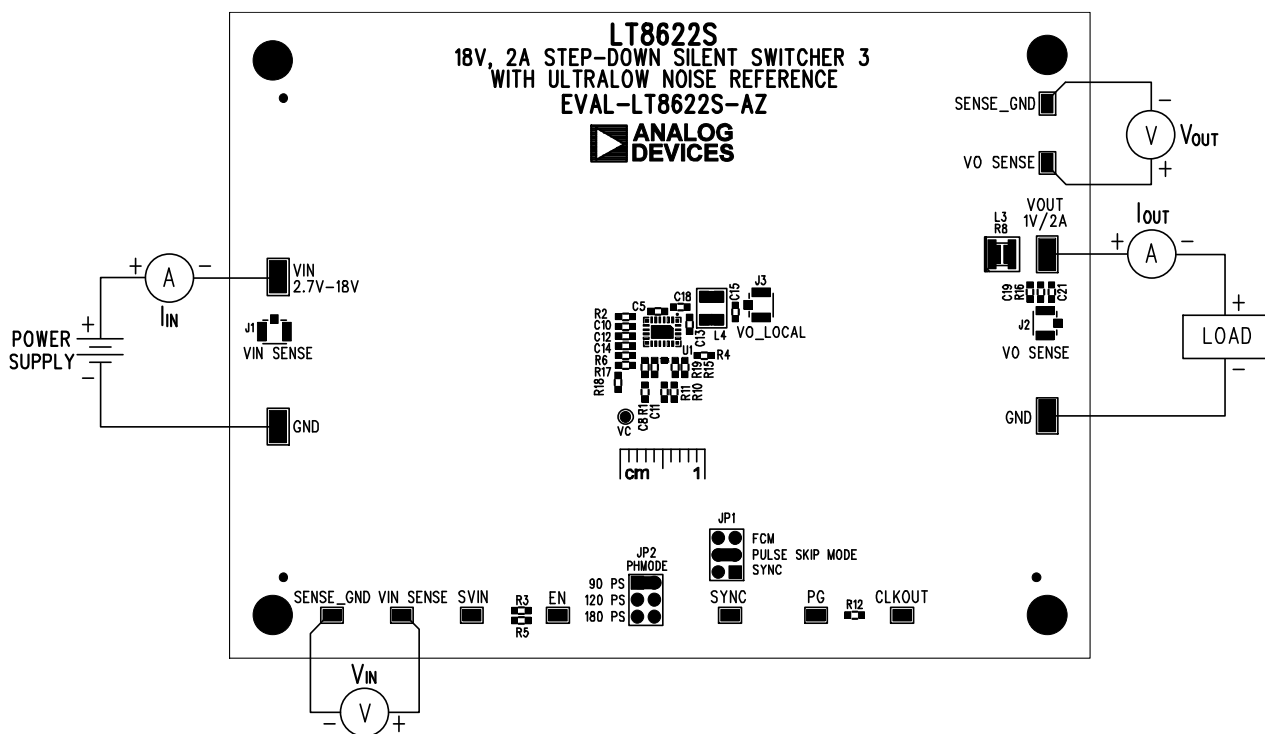 LT8622S
18V, 2A STEP-DOWN SILENT SWITCHER 3
WITH ULTRALOW NOISE REFERENCE
EVAL-LT8622S-AZ
ANALOG
DEVICES
SENSE_GND
-
V
VOUT
VO SENSE
+
VOUT
1V/2A
L3
R8
IOUT
+
A
-
C19
R16
C21
J2
VO SENSE
+
LOAD
-
GND
+
A
-
IIN
VIN
2.7V-18V
J1
VIN SENSE
POWER
SUPPLY
+
-
GND
C5
C18
C15
J3
VO_LOCAL
R2
C10
C12
C14
R6
R17
R18
U1
C13
L4
R4
R19
R15
C8
R1
C11
R11
R10
VC
cm 1
JP1
FCM
PULSE SKIP MODE
SYNC
JP2
PHMODE
90 PS
120 PS
180 PS
SENSE_GND
VIN SENSE
SVIN
R3
R5
EN
SYNC
PG
R12
CLKOUT
VIN
-
V
+